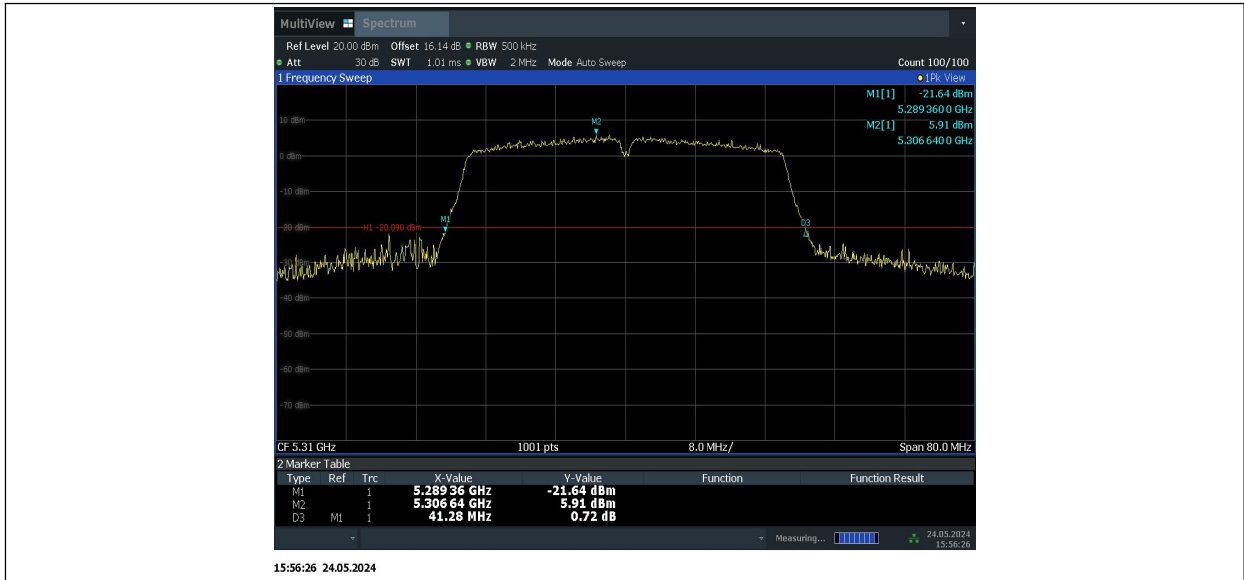 MultiView Spectrum
Ref Level 20.00 dBm Offset 16.14 dB RBW 500 kHz
Att 30 dB SWT 1.01 ms VBW 2 MHz Mode Auto Sweep Count 100/100
1 Frequency Sweep 1Pk View
M1[1] -21.64 dBm
5.289 360 0 GHz
M2[1] 5.91 dBm
5.306 640 0 GHz
10 dBm
M2
0 dBm
-10 dBm
M1
D3
-20 dBm
H1 -20.090 dBm
-30 dBm
-40 dBm
-50 dBm
-60 dBm
-70 dBm
CF 5.31 GHz 1001 pts 8.0 MHz/ Span 80.0 MHz
2 Marker Table
Type Ref Trc X-Value Y-Value Function Function Result
M1 1 5.289 36 GHz -21.64 dBm
M2 1 5.306 64 GHz 5.91 dBm
D3 M1 1 41.28 MHz 0.72 dB
Measuring... 24.05.2024
15:56:26
15:56:26 24.05.2024